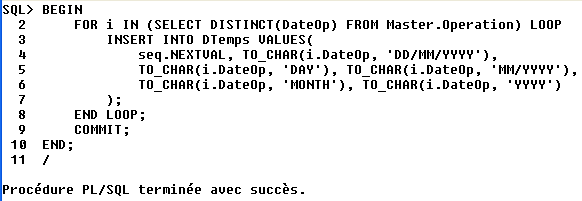 SQL> BEGIN
2 FOR i IN (SELECT DISTINCT(DateOp) FROM Master.Operation) LOOP
3 INSERT INTO DTemps VALUES(
4 seq.NEXTVAL, TO_CHAR(i.DateOp, 'DD/MM/YYYY'),
5 TO_CHAR(i.DateOp, 'DAY'), TO_CHAR(i.DateOp, 'MM/YYYY'),
6 TO_CHAR(i.DateOp, 'MONTH'), TO_CHAR(i.DateOp, 'YYYY')
7 );
8 END LOOP;
9 COMMIT;
10 END;
11 /
Procédure PL/SQL terminée avec succès.